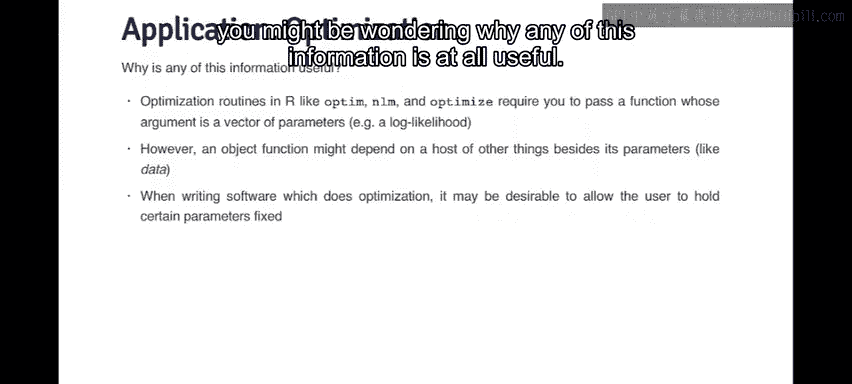 Application: Optimization
you might be wondering why any of this
information is at all useful.
Why is any of this information useful?
· Optimization routines in R like optim, nlm, and optimize require you to pass a function whose
argument is a vector of parameters (e.g. a log-likelihood)
· However, an object function might depend on a host of other things besides its parameters (like
data)
· When writing software which does optimization, it may be desirable to allow the user to hold
certain parameters fixed